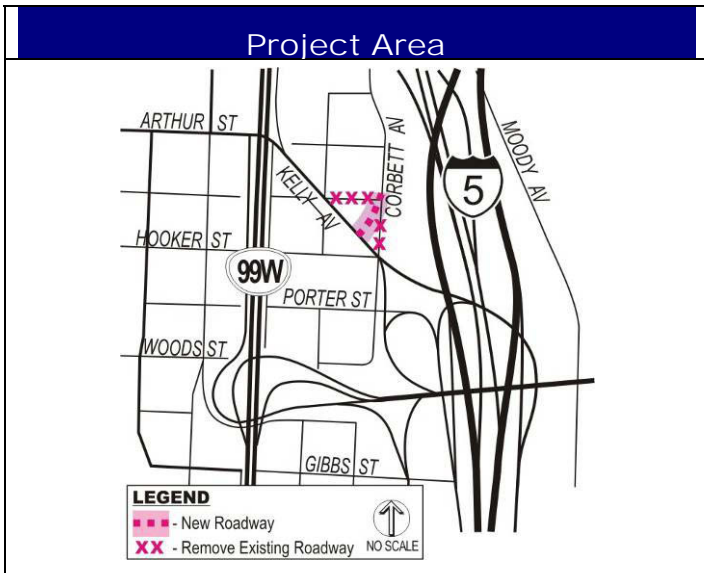 Project Area
ARTHUR ST
CORBETT AV
MOODY AV
KELLY AV
5
HOOKER ST
99W
PORTER ST
WOODS ST
GIBBS ST
LEGEND
- New Roadway
XX - Remove Existing Roadway
NO SCALE